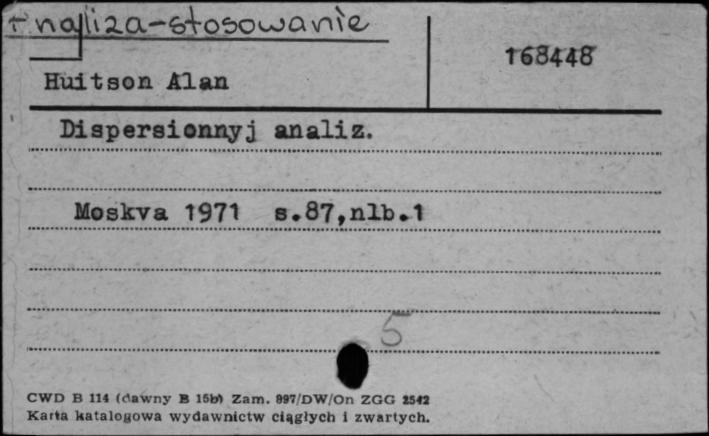 analiza-stosowanie
168448
Huitson Alan
Dispersionnyj analiz.
Moskva 1971 s.87,nlb.1
5
CWD B 114 (dawny B 15b) Zam. 897/DW/On ZGG 2542
Karta katalogowa wydawnictw ciągłych i zwartych.